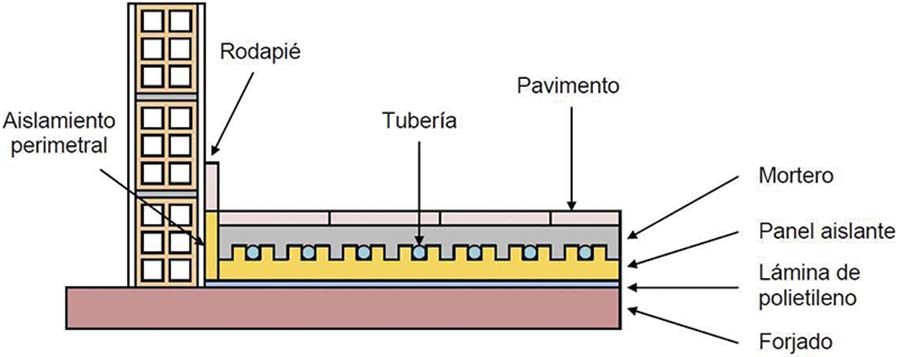 Rodapié
Pavimento
Aislamiento
perimetral
Tubería
Mortero
Panel aislante
Lámina de
polietileno
Forjado